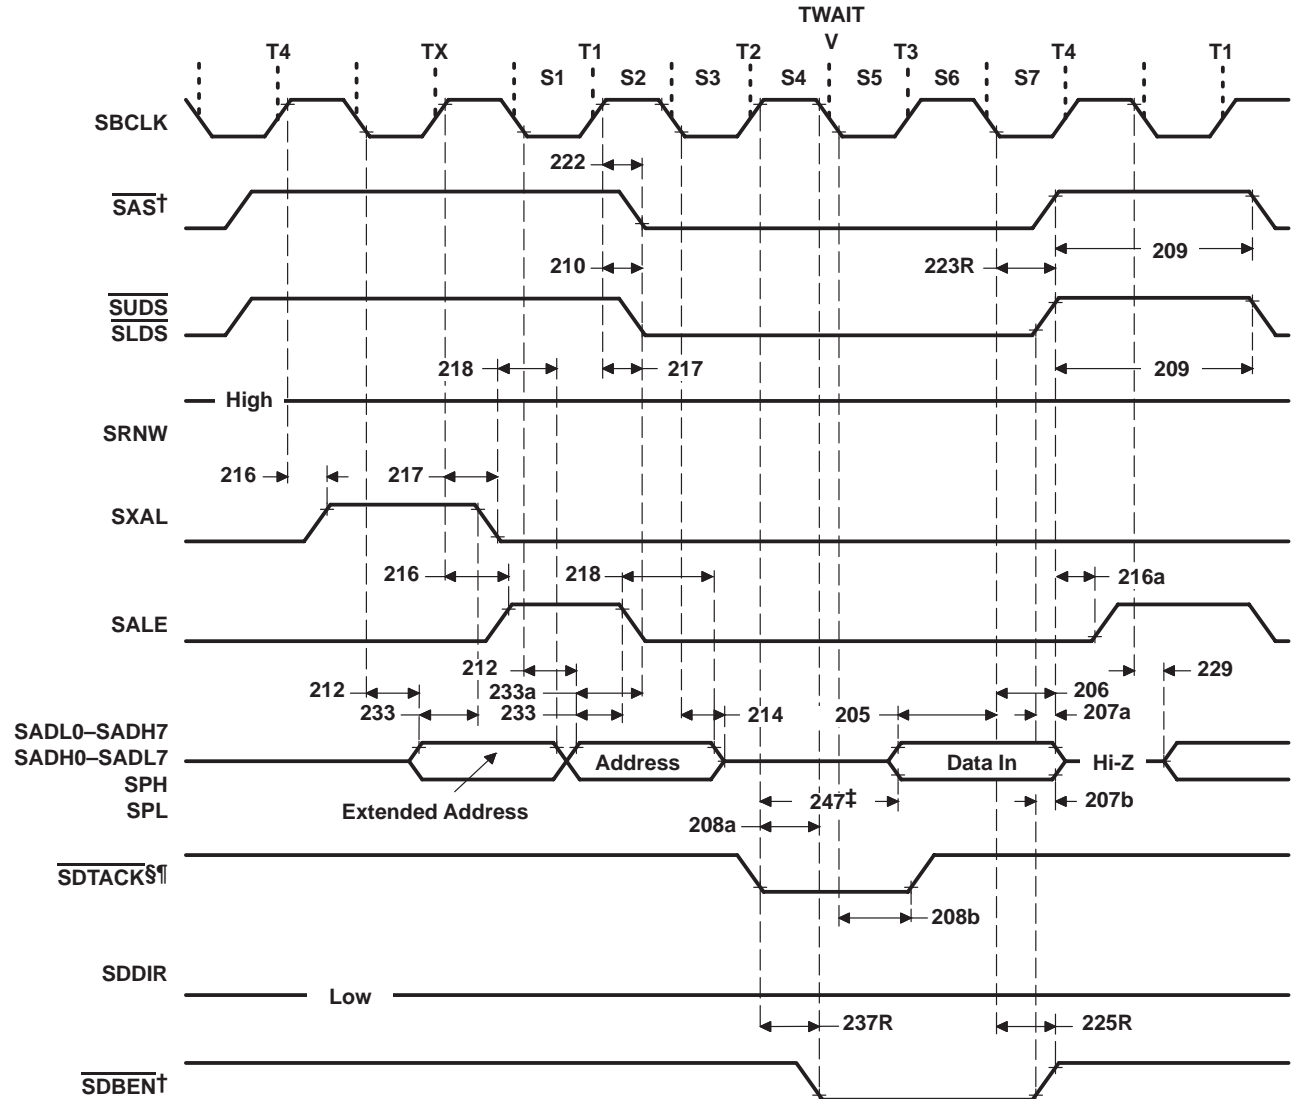 TWAIT
V
T4 TX T1 T2 T3 T4 T1
S1 S2 S3 S4 S5 S6 S7
SBCLK
222
SAS†
210 223R 209
SUDS
SLDS
218 217 209
High
SRNW
216 217
SXAL
216 218 216a
SALE
212 229
212 233a 206
233 233 214 205 207a
SADL0–SADH7
SADH0–SADL7 Address Data In Hi-Z
SPH
SPL Extended Address 247‡ 207b
208a
SDTACK§¶
208b
SDDIR
Low
237R 225R
SDBEN†